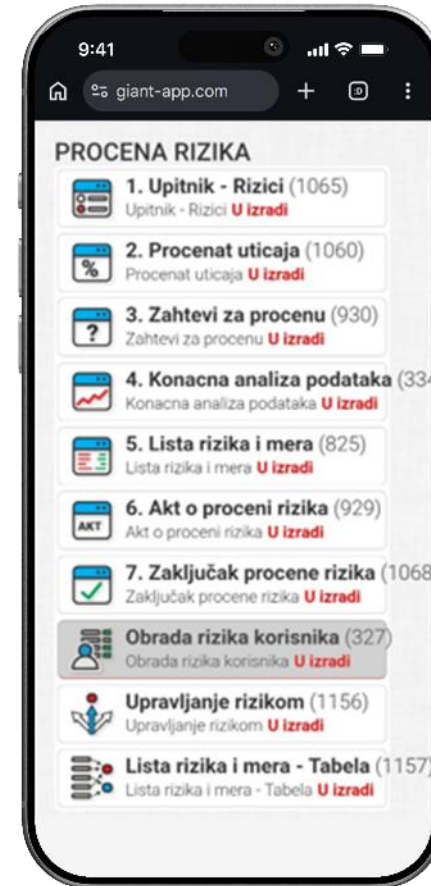 9:41
giant-app.com
PROCENA RIZIKA
1. Upitnik - Rizici (1065)
Upitnik - Rizici U izradi
%
2. Procenat uticaja (1060)
Procenat uticaja U izradi
?
3. Zahtevi za procenu (930)
Zahtevi za procenu U izradi
4. Konacna analiza podataka (334
Konacna analiza podataka U izradi
5. Lista rizika i mera (825)
Lista rizika i mera U izradi
AKT
6. Akt o proceni rizika (929)
Akt o proceni rizika U izradi
7. Zaključak procene rizika (1068
Zaključak procene rizika U izradi
Obrada rizika korisnika (327)
Obrada rizika korisnika U izradi
Upravljanje rizikom (1156)
Upravljanje rizikom U izradi
Lista rizika i mera - Tabela (1157)
Lista rizika i mera - Tabela U izradi